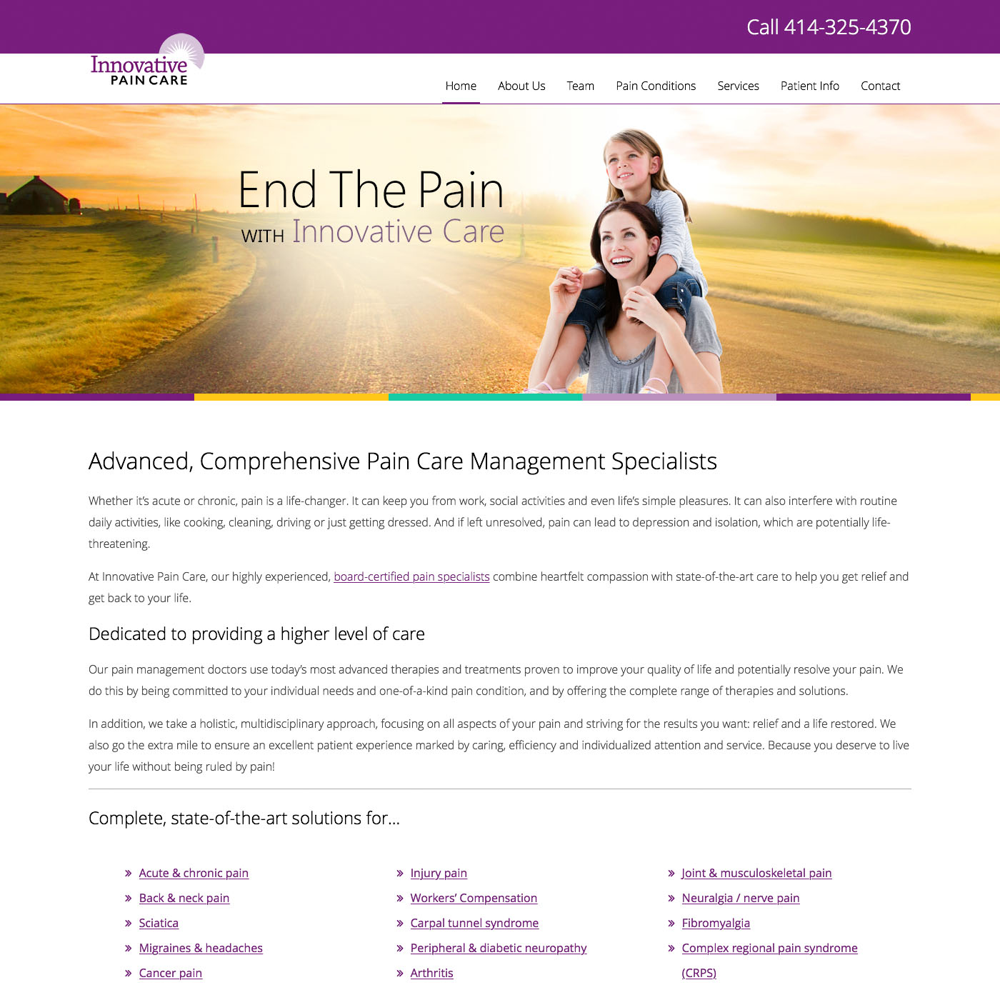 Call 414-325-4370
Innovative
PAIN CARE
Home About Us Team Pain Conditions Services Patient Info Contact
End The Pain
WITH Innovative Care
Advanced, Comprehensive Pain Care Management Specialists
Whether it’s acute or chronic, pain is a life-changer. It can keep you from work, social activities and even life’s simple pleasures. It can also interfere with routine
daily activities, like cooking, cleaning, driving or just getting dressed. And if left unresolved, pain can lead to depression and isolation, which are potentially life-
threatening.
At Innovative Pain Care, our highly experienced, board-certified pain specialists combine heartfelt compassion with state-of-the-art care to help you get relief and
get back to your life.
Dedicated to providing a higher level of care
Our pain management doctors use today’s most advanced therapies and treatments proven to improve your quality of life and potentially resolve your pain. We
do this by being committed to your individual needs and one-of-a-kind pain condition, and by offering the complete range of therapies and solutions.
In addition, we take a holistic, multidisciplinary approach, focusing on all aspects of your pain and striving for the results you want: relief and a life restored. We
also go the extra mile to ensure an excellent patient experience marked by caring, efficiency and individualized attention and service. Because you deserve to live
your life without being ruled by pain!
Complete, state-of-the-art solutions for...
» Acute & chronic pain
» Back & neck pain
» Sciatica
» Migraines & headaches
» Cancer pain
» Injury pain
» Workers’ Compensation
» Carpal tunnel syndrome
» Peripheral & diabetic neuropathy
» Arthritis
» Joint & musculoskeletal pain
» Neuralgia / nerve pain
» Fibromyalgia
» Complex regional pain syndrome
(CRPS)